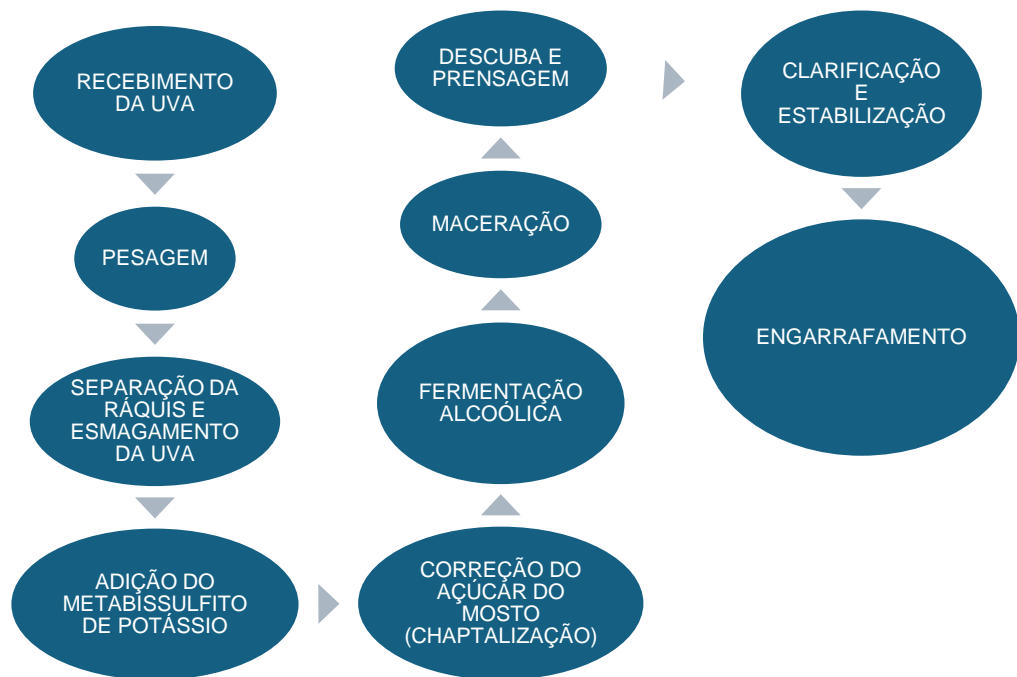 RECEBIMENTO
DA UVA
PESAGEM
SEPARAÇÃO DA
RÁQUIS E
ESMAGAMENTO
DA UVA
ADIÇÃO DO
METABISSULFITO
DE POTÁSSIO
CORREÇÃO DO
AÇÚCAR DO
MOSTO
(CHAPTALIZAÇÃO)
FERMENTAÇÃO
ALCOÓLICA
MACERAÇÃO
DESCUBA E
PRENSAGEM
CLARIFICAÇÃO
E
ESTABILIZAÇÃO
ENGARRAFAMENTO